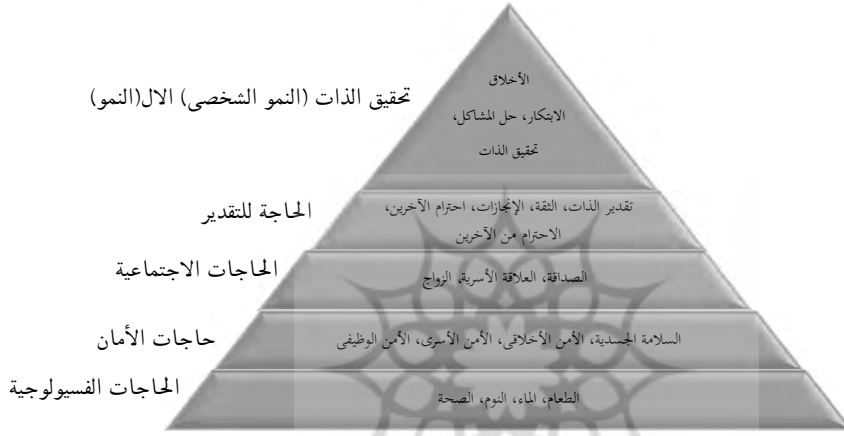 الأخلاق
تحقيق الذات (النمو الشخصى) الال(النمو)
الابتكار، حل المشاكل،
تحقيق الذات
الحاجة للتقدير
تقدير الذات، الثقة، الإنجازات، احترام الآخرين،
الاحترام من الآخرين
الحاجات الاجتماعية
الصداقة، العلاقة الأسرية، الزواج
حاجات الأمان
السلامة الجسدية، الأمن الأخلاقى، الأمن الأسرى، الأمن الوظيفى
الحاجات الفسيولوجية
الطعام، الماء، النوم، الصحة